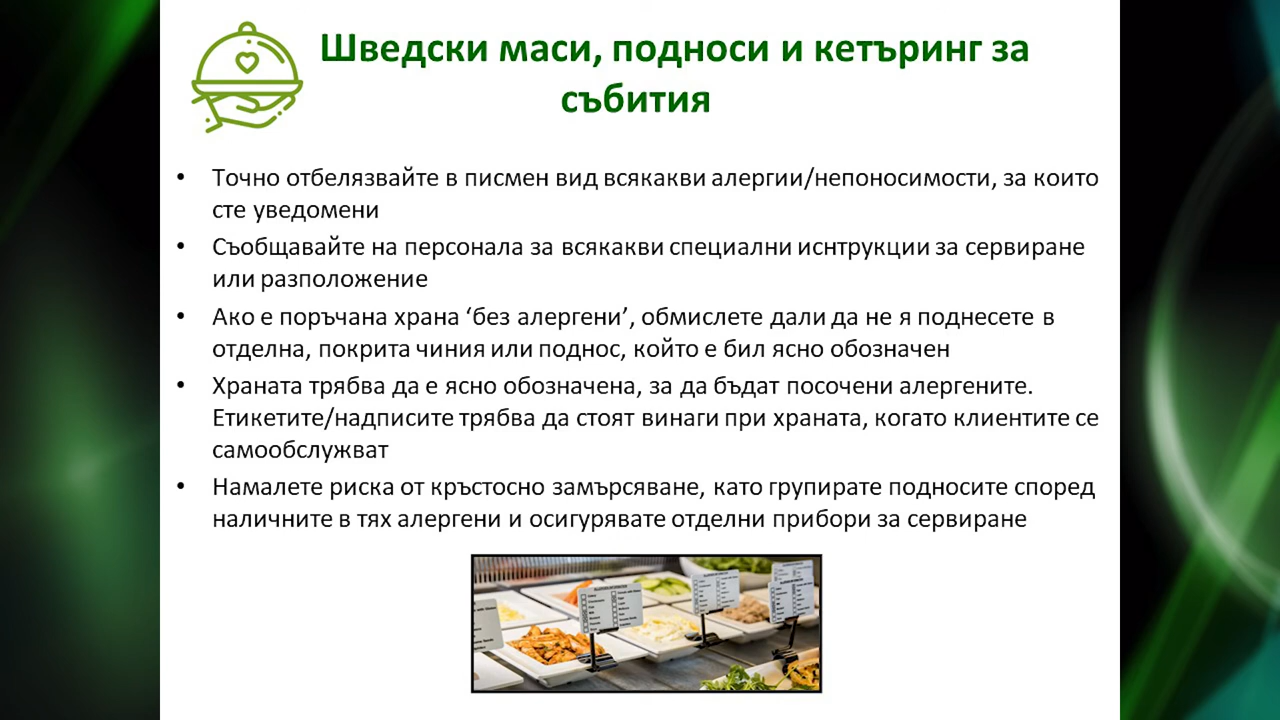 Шведски маси, подноси и кетъринг за
събития
• Точно отбелязвайте в писмен вид всякакви алергии/непоносимости, за които
сте уведомени
• Съобщавайте на персонала за всякакви специални иснтрукции за сервиране
или разположение
• Ако е поръчана храна ‘без алергени’, обмислете дали да не я поднесете в
отделна, покрита чиния или поднос, който е бил ясно обозначен
• Храната трябва да е ясно обозначена, за да бъдат посочени алергените.
Етикетите/надписите трябва да стоят винаги при храната, когато клиентите се
самообслужват
• Намалете риска от кръстосно замърсяване, като групирате подносите според
наличните в тях алергени и осигурявате отделни прибори за сервиране